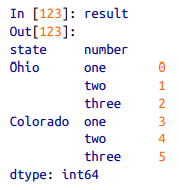 In [123]: result
Out[123]:
state     number
Ohio      one       0
          two       1
          three     2
Colorado  one       3
          two       4
          three     5
dtype: int64